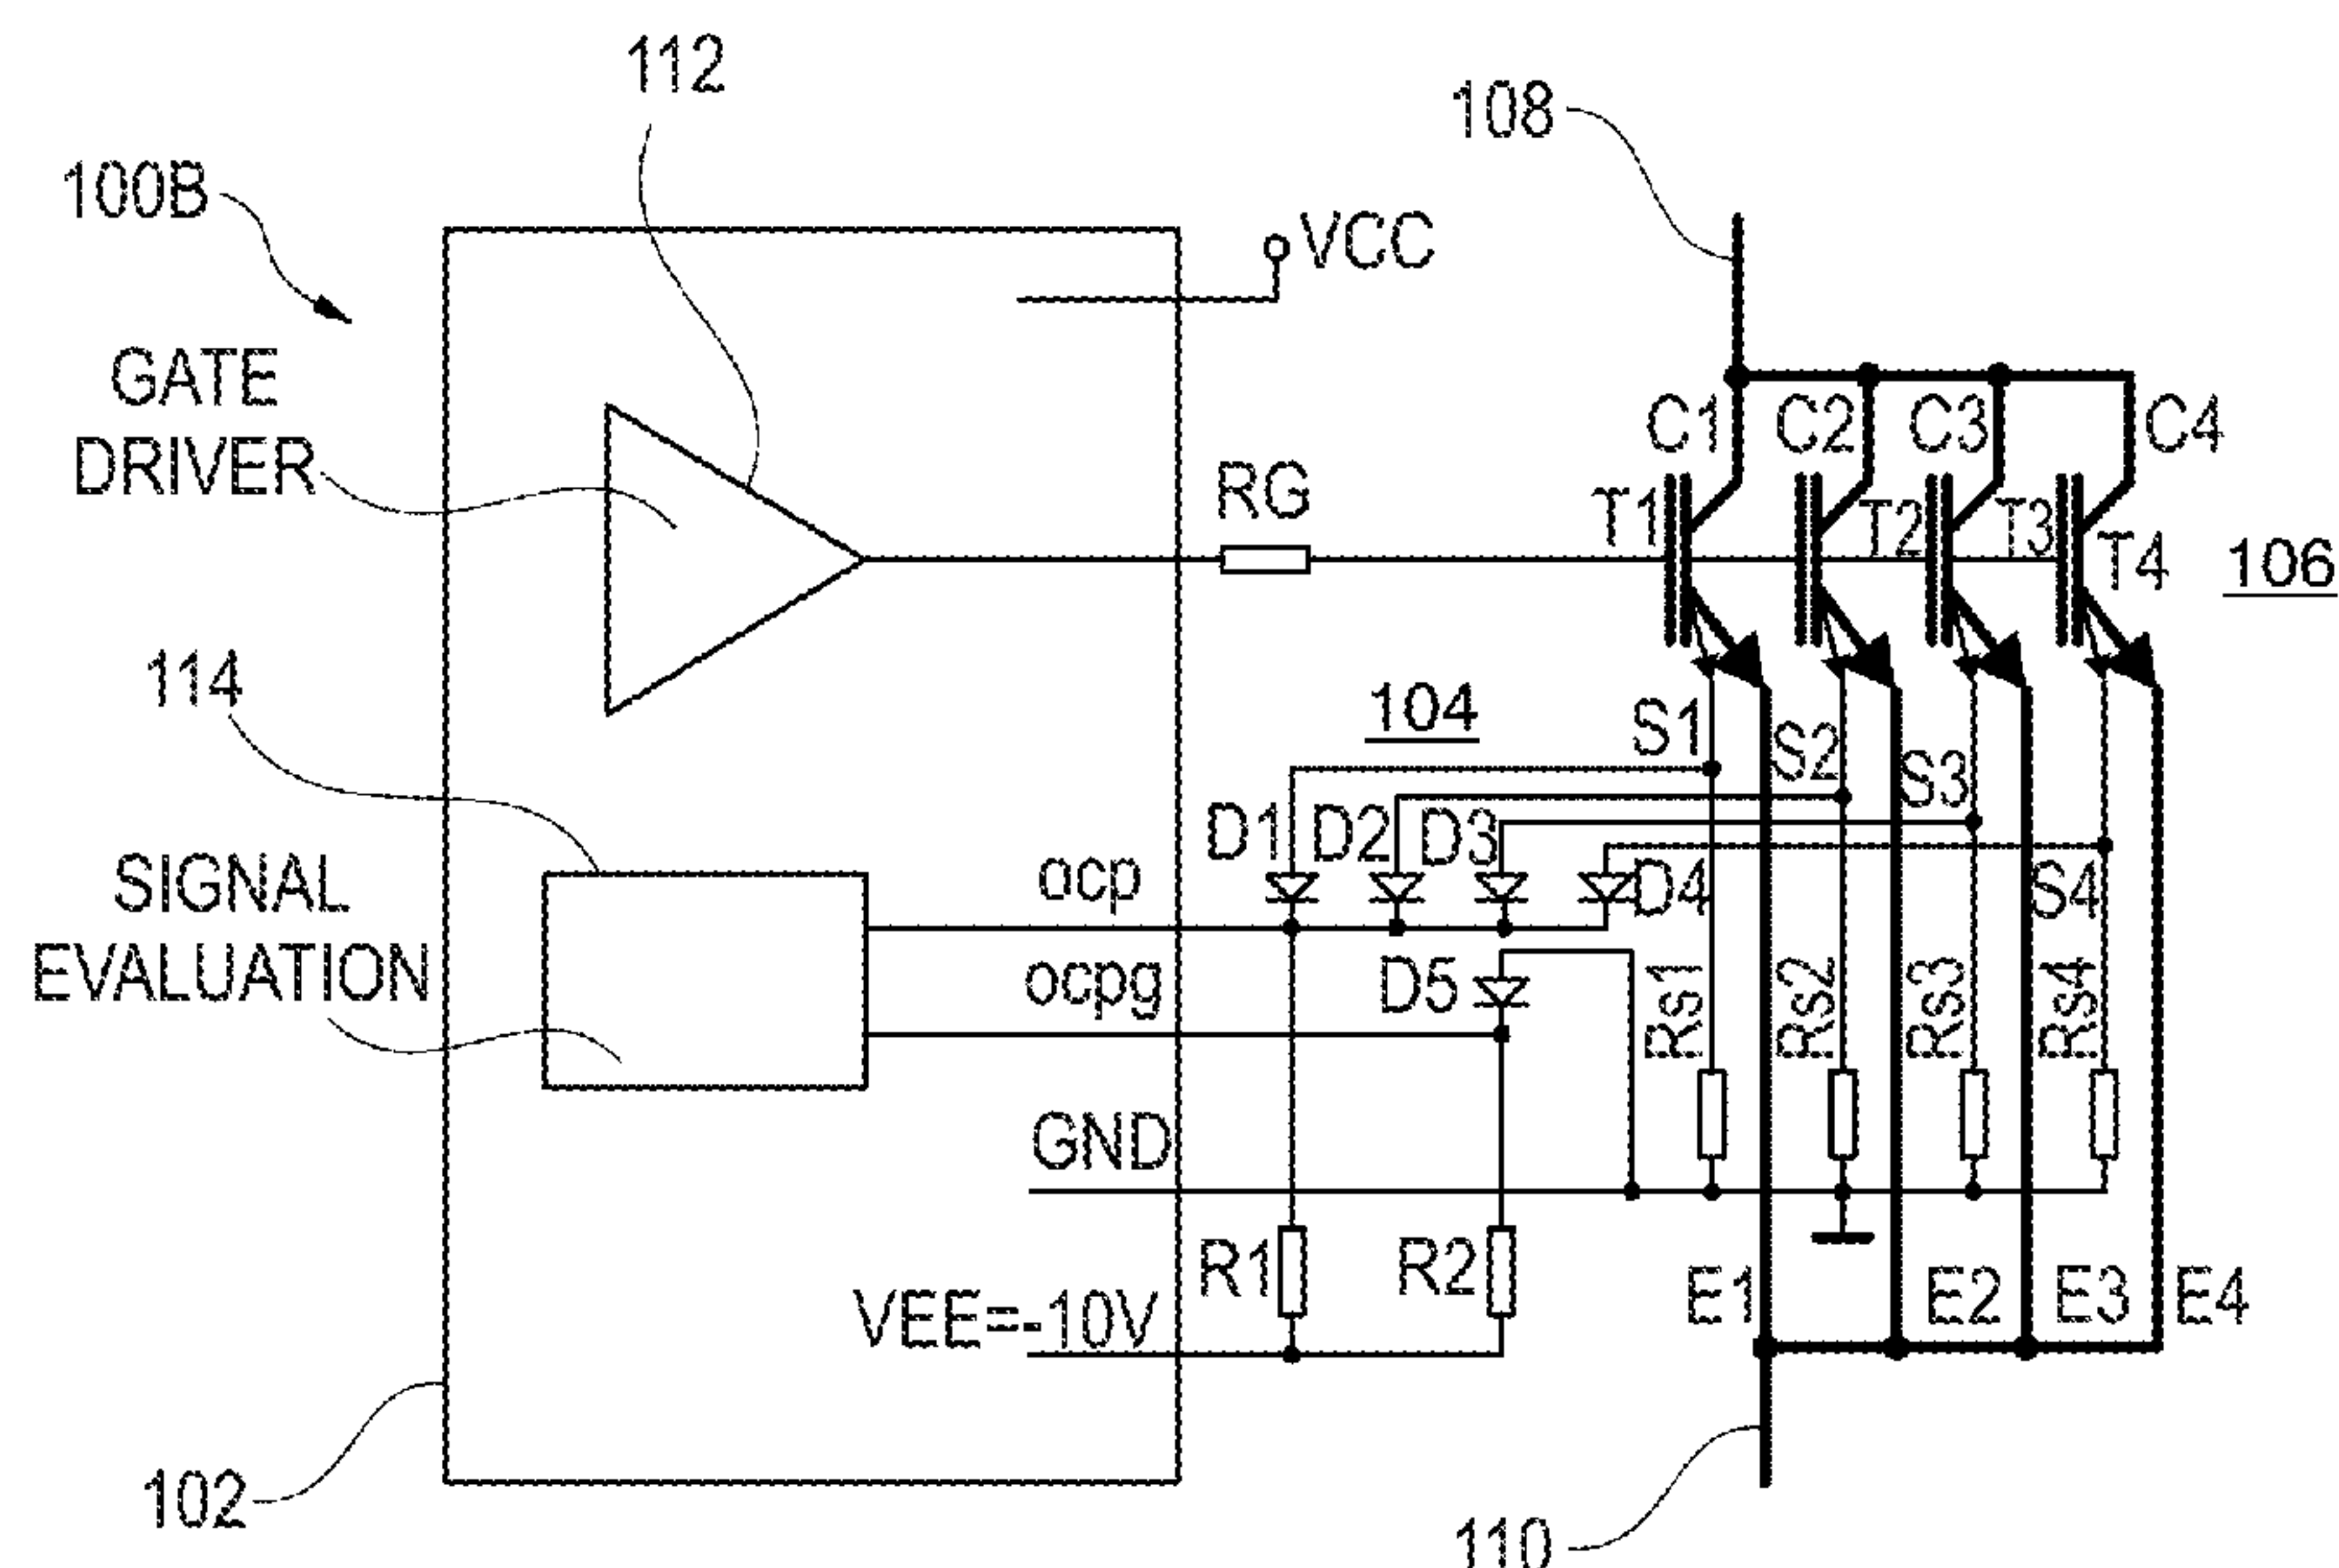 112
108
100B
VCC
GATE
DRIVER
C1 C2 C3 C4
RG
T1 T2 T3 T4
106
114
104
S1 S2 S3 S4
D1 D2 D3 D4
SIGNAL
EVALUATION
ocp
ocpg
D5
Rs1 Rs2 Rs3 Rs4
GND
R1 R2
VEE=-10V
E1 E2 E3 E4
102
110